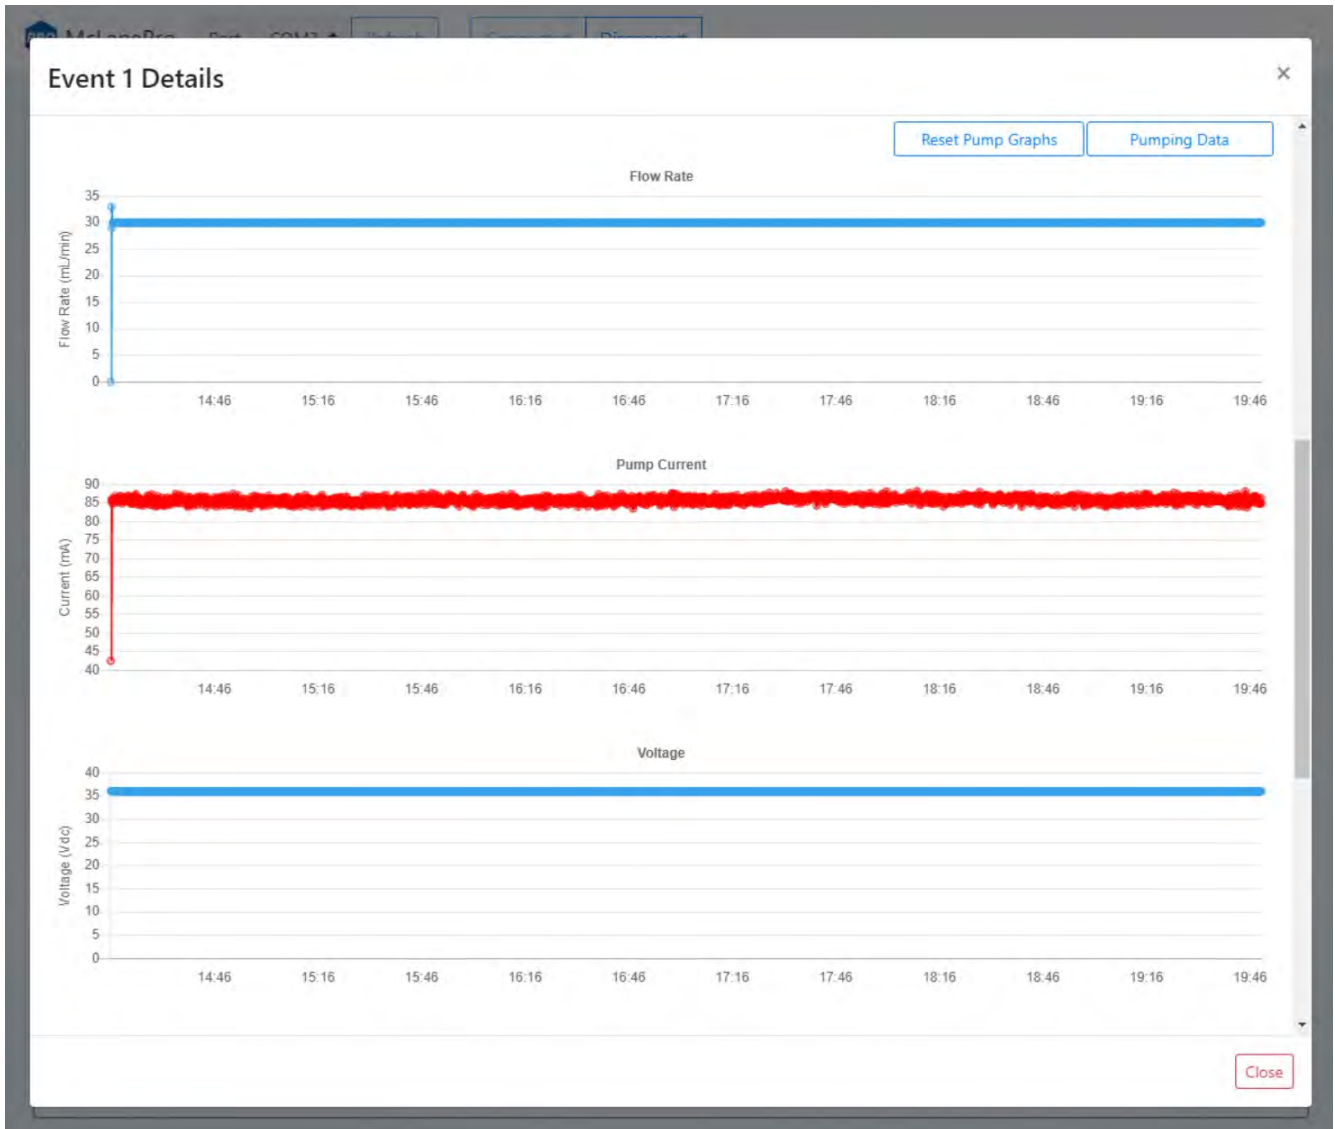 McLanePro Port COM3 Refresh Connected Disconnect
Event 1 Details ×
Reset Pump Graphs Pumping Data
Flow Rate
35
30
25
20
15
10
5
0
Flow Rate (mL/min)
14:46 15:16 15:46 16:16 16:46 17:16 17:46 18:16 18:46 19:16 19:46
Pump Current
90
85
80
75
70
65
60
55
50
45
40
Current (mA)
14:46 15:16 15:46 16:16 16:46 17:16 17:46 18:16 18:46 19:16 19:46
Voltage
40
35
30
25
20
15
10
5
0
Voltage (Vdc)
14:46 15:16 15:46 16:16 16:46 17:16 17:46 18:16 18:46 19:16 19:46
Close